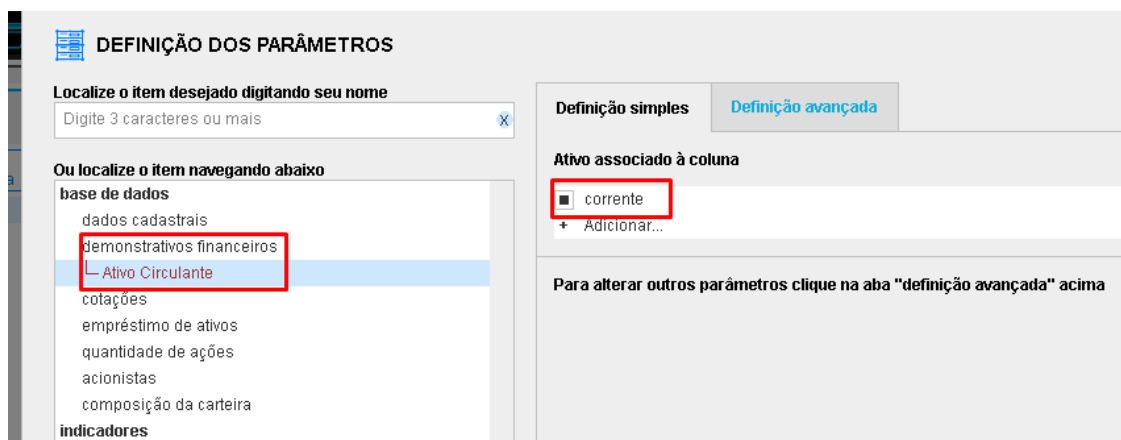 DEFINIÇÃO DOS PARÂMETROS
Localize o item desejado digitando seu nome
Digite 3 caracteres ou mais X
Ou localize o item navegando abaixo
base de dados
dados cadastrais
demonstrativos financeiros
Ativo Circulante
cotações
empréstimo de ativos
quantidade de ações
acionistas
composição da carteira
indicadores
Definição simples Definição avançada
Ativo associado à coluna
corrente
+ Adicionar...
Para alterar outros parâmetros clique na aba "definição avançada" acima